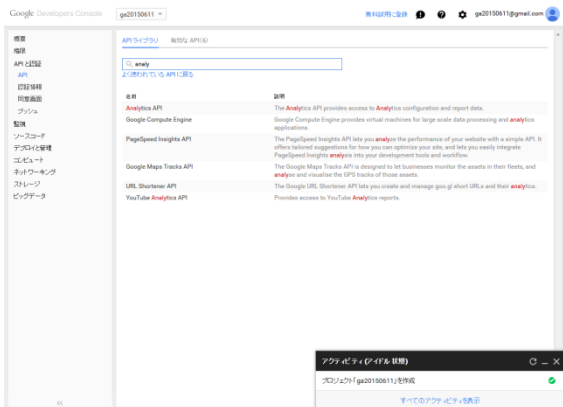 Google Developers Console
ga20150611
無料試用に登録
ga20150611@gmail.com
概要
権限
API と認証
API
認証情報
同意画面
プッシュ
監視
ソースコード
デプロイと管理
コンピュート
ネットワーキング
ストレージ
ビッグデータ
API ライブラリ 有効な API (6)
analy
よく使われている API に戻る
名前 説明
Analytics API The Analytics API provides access to Analytics configuration and report data.
Google Compute Engine Google Compute Engine provides virtual machines for large scale data processing and analytics
applications.
PageSpeed Insights API The PageSpeed Insights API lets you analyze the performance of your website with a simple API. It
offers tailored suggestions for how you can optimize your site, and lets you easily integrate
PageSpeed Insights analysis into your development tools and workflow.
Google Maps Tracks API The Google Maps Tracks API is designed to let businesses monitor the assets in their fleets, and
analyse and visualise the GPS tracks of those assets.
URL Shortener API The Google URL Shortener API lets you create and manage goo.gl short URLs and their analytics.
YouTube Analytics API Provides access to YouTube Analytics reports.
アクティビティ (アイドル状態)
プロジェクト「ga20150611」を作成
すべてのアクティビティを表示